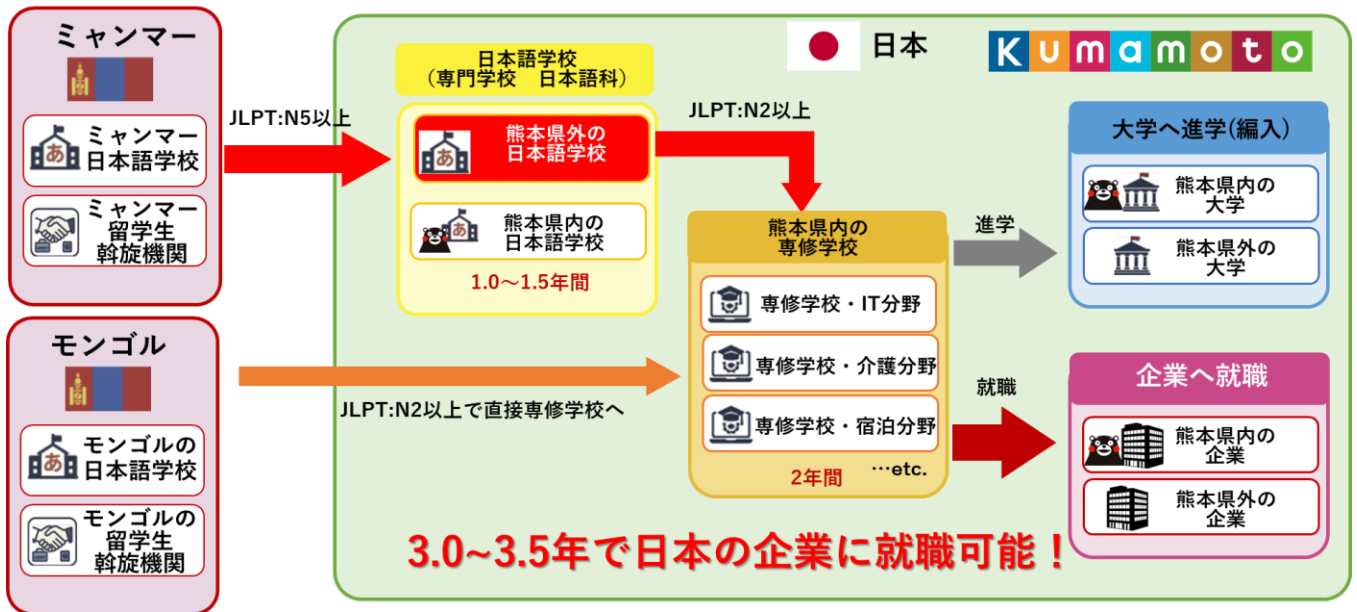 ミャンマー
ミャンマー
日本語学校
ミャンマー
留学生
斡旋機関
モンゴル
モンゴルの
日本語学校
モンゴルの
留学生
斡旋機関
JLPT:N5以上
日本
Kumamoto
日本語学校
(専門学校 日本語科)
あ
熊本県外の
日本語学校
あ
熊本県内の
日本語学校
1.0～1.5年間
JLPT:N2以上
JLPT:N2以上で直接専修学校へ
熊本県内の
専修学校
専修学校・IT分野
専修学校・介護分野
専修学校・宿泊分野
2年間 …etc.
進学
就職
大学へ進学(編入)
熊本県内の
大学
熊本県外の
大学
企業へ就職
熊本県内の
企業
熊本県外の
企業
3.0~3.5年で日本の企業に就職可能！
あ
あ